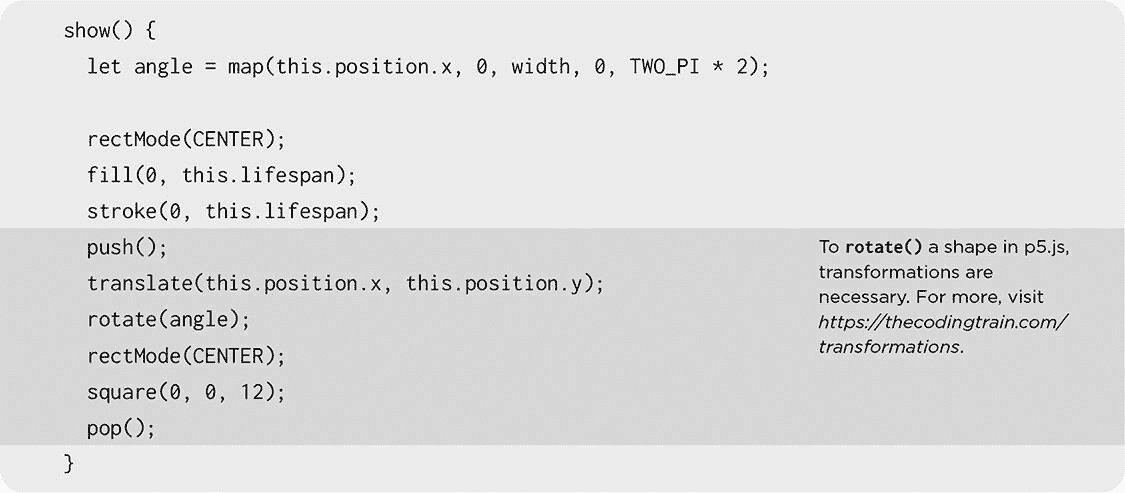 show() {
let angle = map(this.position.x, 0, width, 0, TWO_PI * 2);
rectMode(CENTER);
fill(0, this.lifespan);
stroke(0, this.lifespan);
push();
translate(this.position.x, this.position.y);
rotate(angle);
rectMode(CENTER);
square(0, 0, 12);
pop();
}
To rotate() a shape in p5.js,
transformations are
necessary. For more, visit
https://thecodingtrain.com/
transformations.